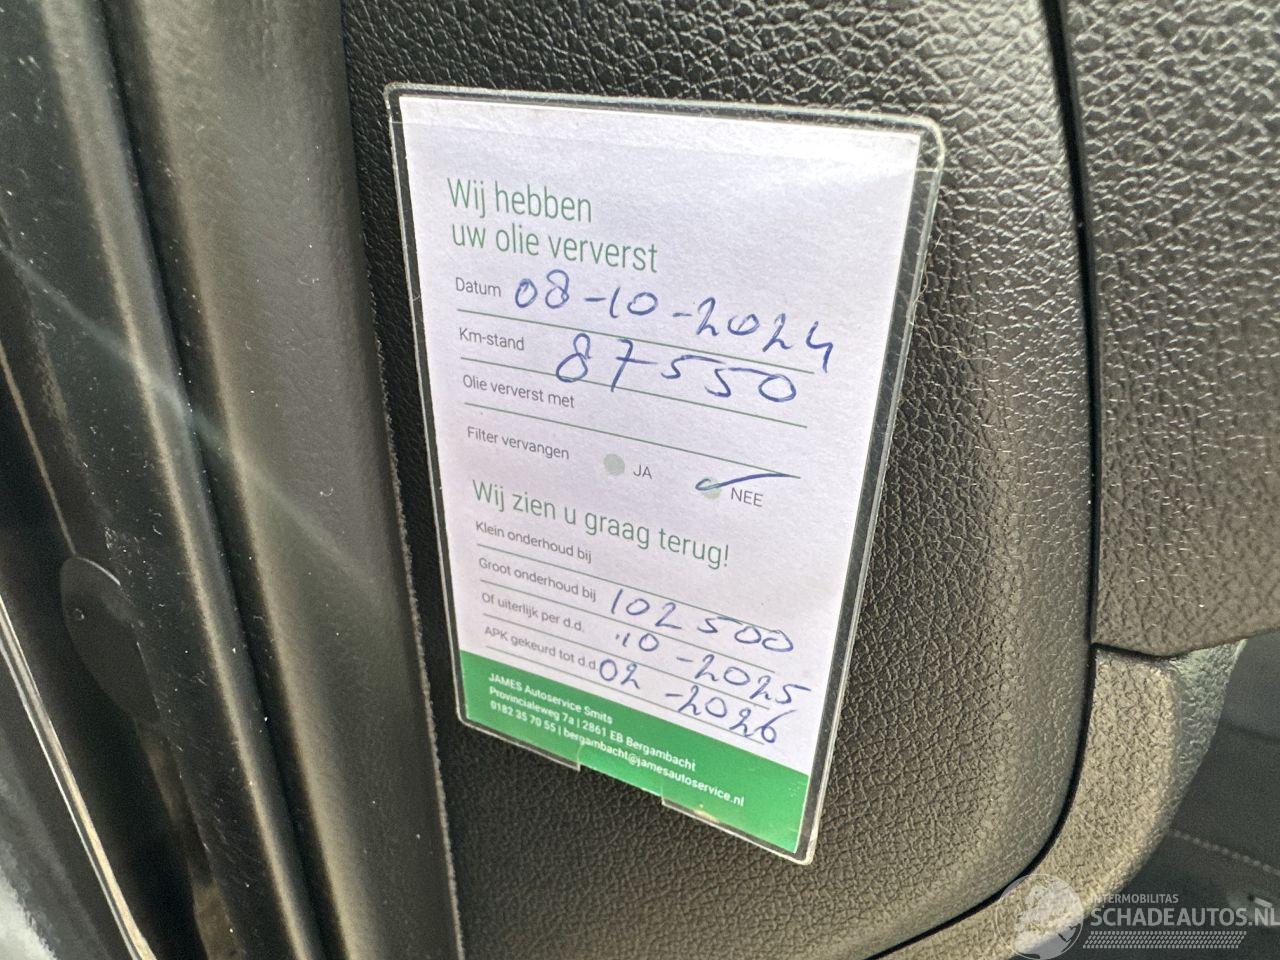 Wij hebben
uw olie ververst
Datum 08-10-2024
Km-stand 87550
Olie ververst met
Filter vervangen JA NEE
Wij zien u graag terug!
Klein onderhoud bij
Groot onderhoud bij 102500
Of uiterlijk per d.d. 10-2025
APK gekeurd tot d.d. 02-2026
JAMES Autoservice Smits
Provincialeweg 7a | 2861 EB Bergambacht
0182 35 70 55 | bergambacht@jamesautoservice.nl
INTERMOBILITAS
SCHADEAUTOS.NL